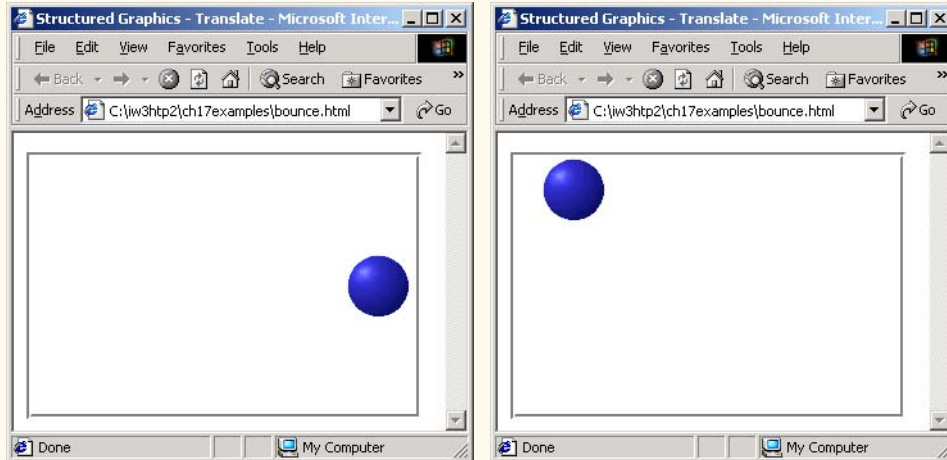 Structured Graphics - Translate - Microsoft Inter...
File Edit View Favorites Tools Help
Back Search Favorites »
Address C:\iw3htp2\ch17examples\bounce.html Go
Done My Computer
Structured Graphics - Translate - Microsoft Inter...
File Edit View Favorites Tools Help
Back Search Favorites »
Address C:\iw3htp2\ch17examples\bounce.html Go
Done My Computer